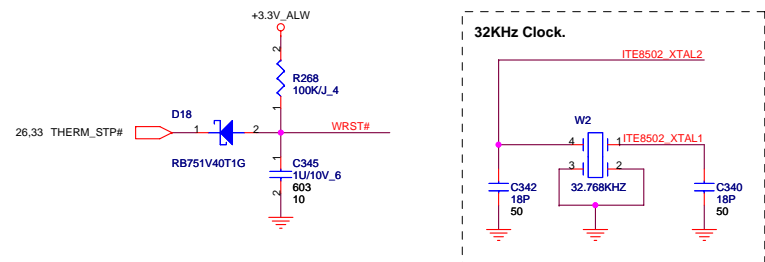 +3.3V_ALW
2
R268
100K/J_4
1
D18
26,33 THERM_STP#
1
2
WRST#
RB751V40T1G
1
C345
1U/10V_6
603
10
2
32KHz Clock.
ITE8502_XTAL2
W2
4
1
ITE8502_XTAL1
3
2
32.768KHZ
C342
18P
50
C340
18P
50